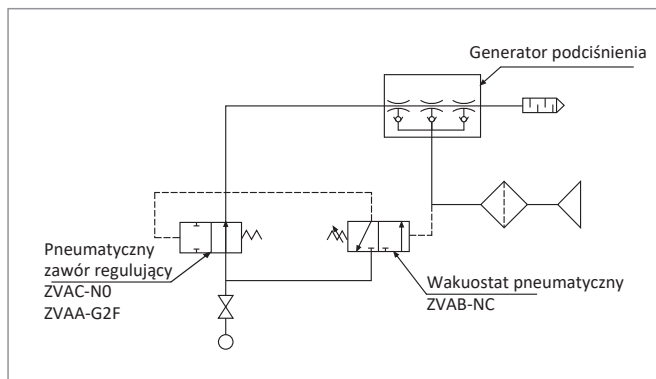 Generator podciśnienia
Pneumatyczny
zawór regulujący
ZVAC-N0
ZVAA-G2F
Wakuostat pneumatyczny
ZVAB-NC